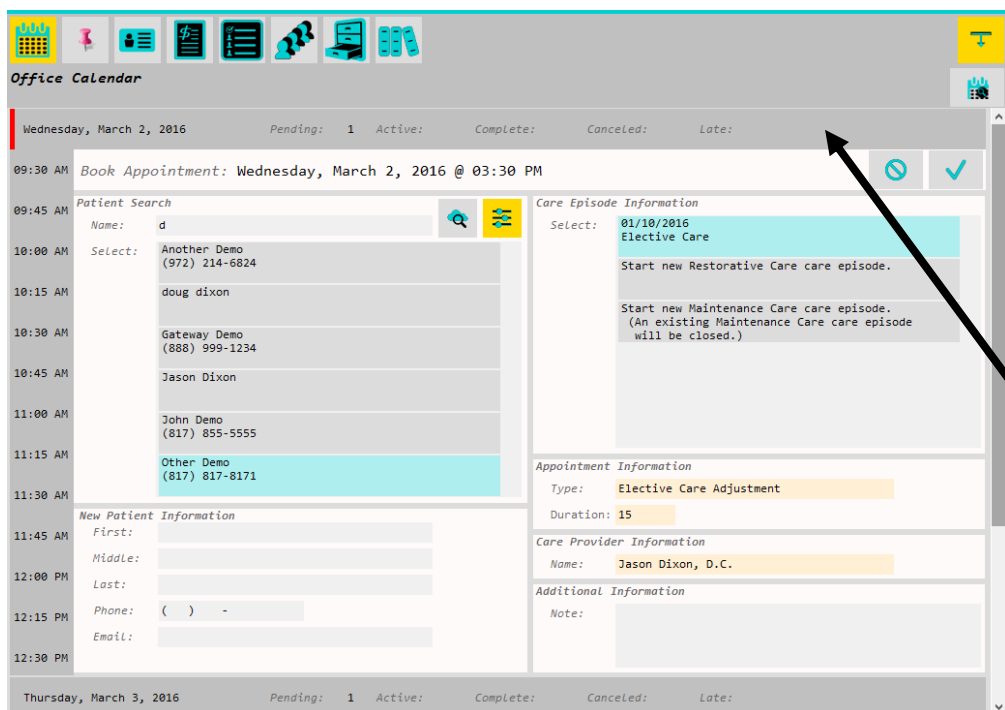 Office Calendar
Wednesday, March 2, 2016 Pending: 1 Active: Complete: Canceled: Late:
09:30 AM Book Appointment: Wednesday, March 2, 2016 @ 03:30 PM
09:45 AM
10:00 AM
10:15 AM
10:30 AM
10:45 AM
11:00 AM
11:15 AM
11:30 AM
11:45 AM
12:00 PM
12:15 PM
12:30 PM
Patient Search
Name: d
Select: Another Demo
(972) 214-6824
doug dixon
Gateway Demo
(888) 999-1234
Jason Dixon
John Demo
(817) 855-5555
Other Demo
(817) 817-8171
New Patient Information
First:
Middle:
Last:
Phone: ( ) -
Email:
Care Episode Information
Select: 01/10/2016
Elective Care
Start new Restorative Care care episode.
Start new Maintenance Care care episode.
(An existing Maintenance Care care episode
will be closed.)
Appointment Information
Type: Elective Care Adjustment
Duration: 15
Care Provider Information
Name: Jason Dixon, D.C.
Additional Information
Note:
Thursday, March 3, 2016 Pending: 1 Active: Complete: Canceled: Late: